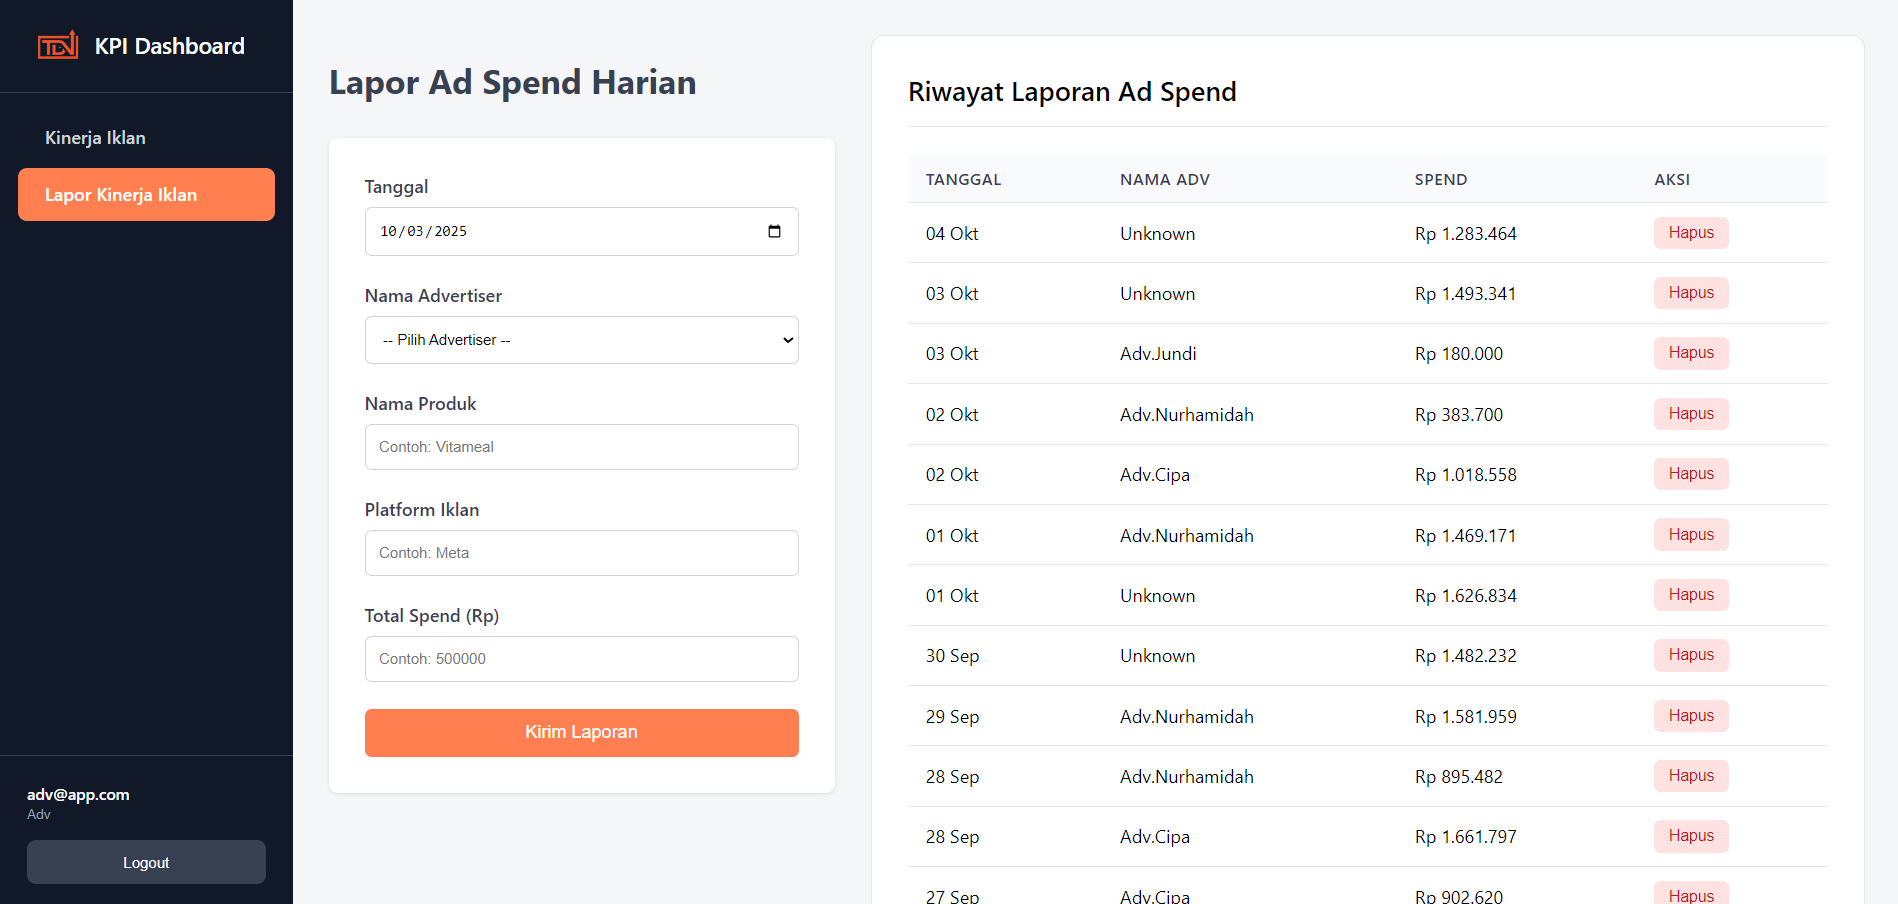 TDN KPI Dashboard
Kinerja Iklan
Lapor Kinerja Iklan
adv@app.com
Adv
Logout
Lapor Ad Spend Harian
Tanggal
10/03/2025
Nama Advertiser
-- Pilih Advertiser --
Nama Produk
Contoh: Vitameal
Platform Iklan
Contoh: Meta
Total Spend (Rp)
Contoh: 500000
Kirim Laporan
Riwayat Laporan Ad Spend
TANGGAL NAMA ADV SPEND AKSI
04 Okt Unknown Rp 1.283.464 Hapus
03 Okt Unknown Rp 1.493.341 Hapus
03 Okt Adv.Jundi Rp 180.000 Hapus
02 Okt Adv.Nurhamidah Rp 383.700 Hapus
02 Okt Adv.Cipa Rp 1.018.558 Hapus
01 Okt Adv.Nurhamidah Rp 1.469.171 Hapus
01 Okt Unknown Rp 1.626.834 Hapus
30 Sep Unknown Rp 1.482.232 Hapus
29 Sep Adv.Nurhamidah Rp 1.581.959 Hapus
28 Sep Adv.Nurhamidah Rp 895.482 Hapus
28 Sep Adv.Cipa Rp 1.661.797 Hapus
27 Sep Adv.Cipa Rp 902.620 Hapus